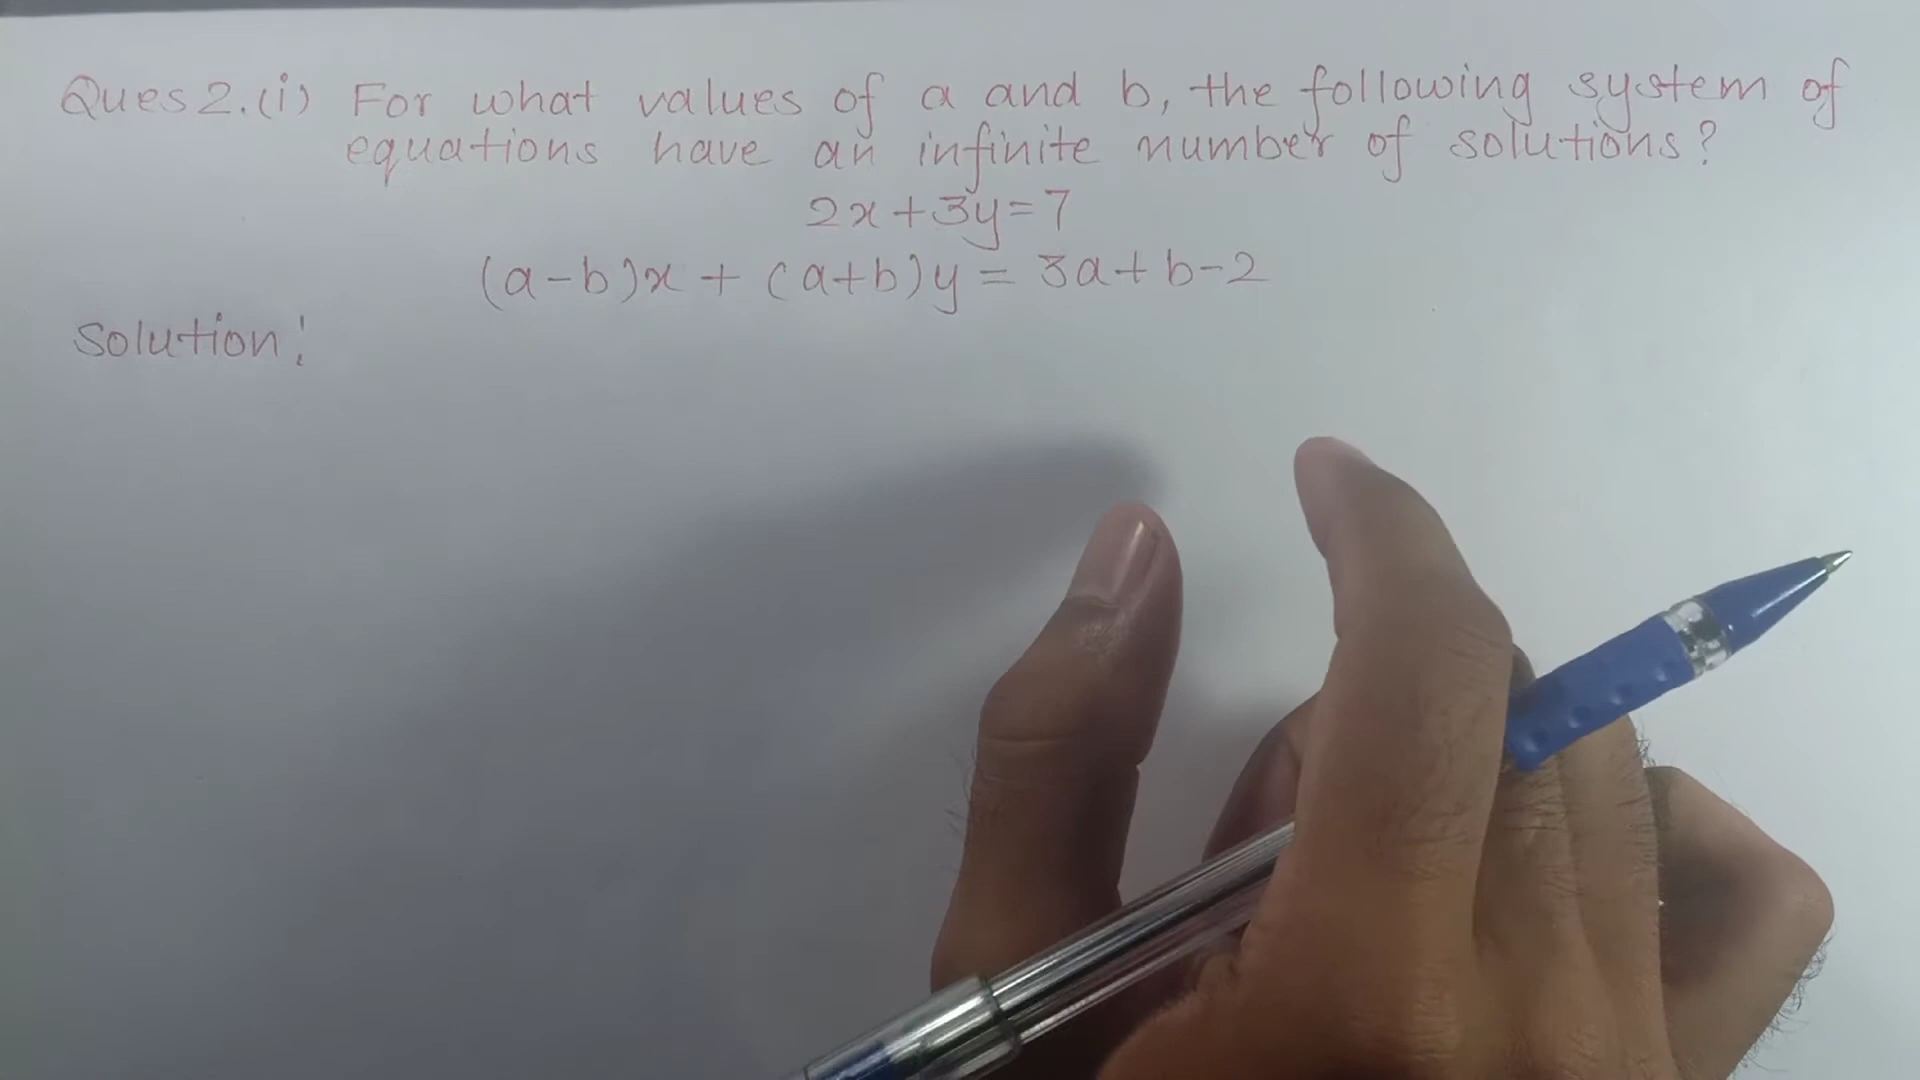 Ques 2. (i) For what values of a and b, the following system of
equations have an infinite number of solutions?
2x+3y=7
(a-b)x + (a+b)y = 3a+b-2
Solution: